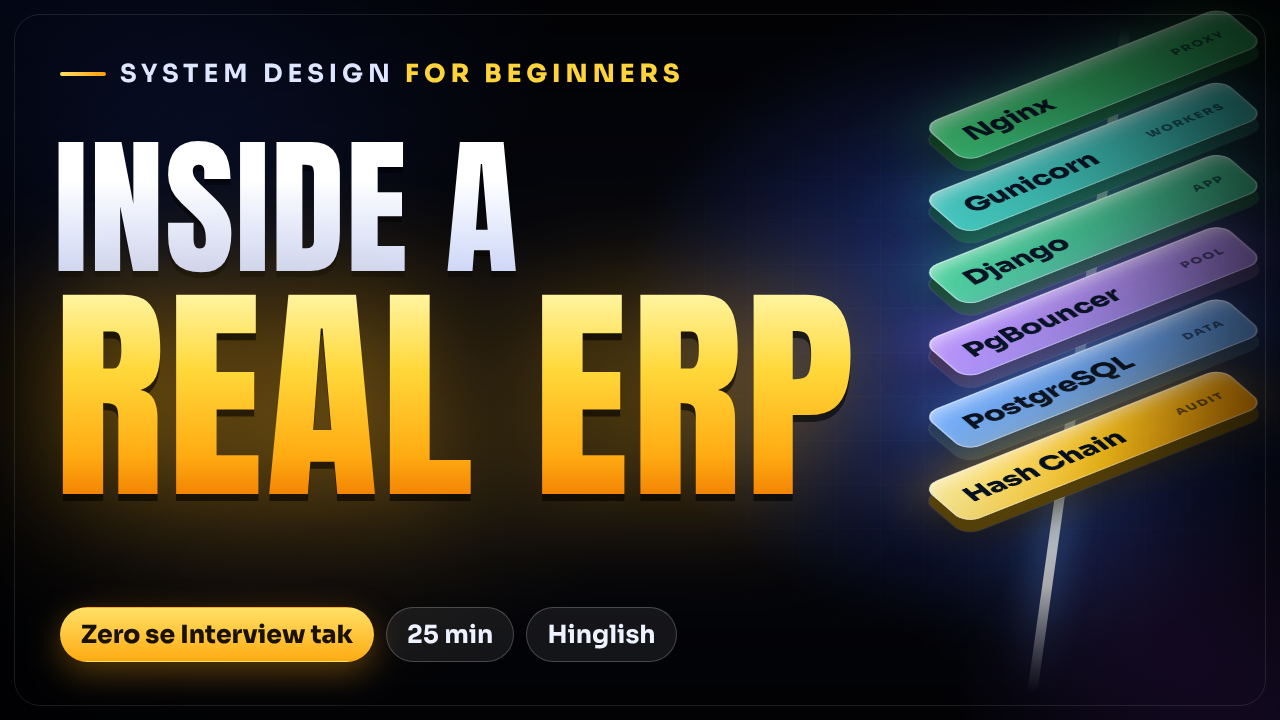 SYSTEM DESIGN FOR BEGINNERS
INSIDE A
REAL ERP
Zero se Interview tak
25 min
Hinglish
Nginx PROXY
Gunicorn WORKERS
Django APP
PgBouncer POOL
PostgreSQL DATA
Hash Chain AUDIT